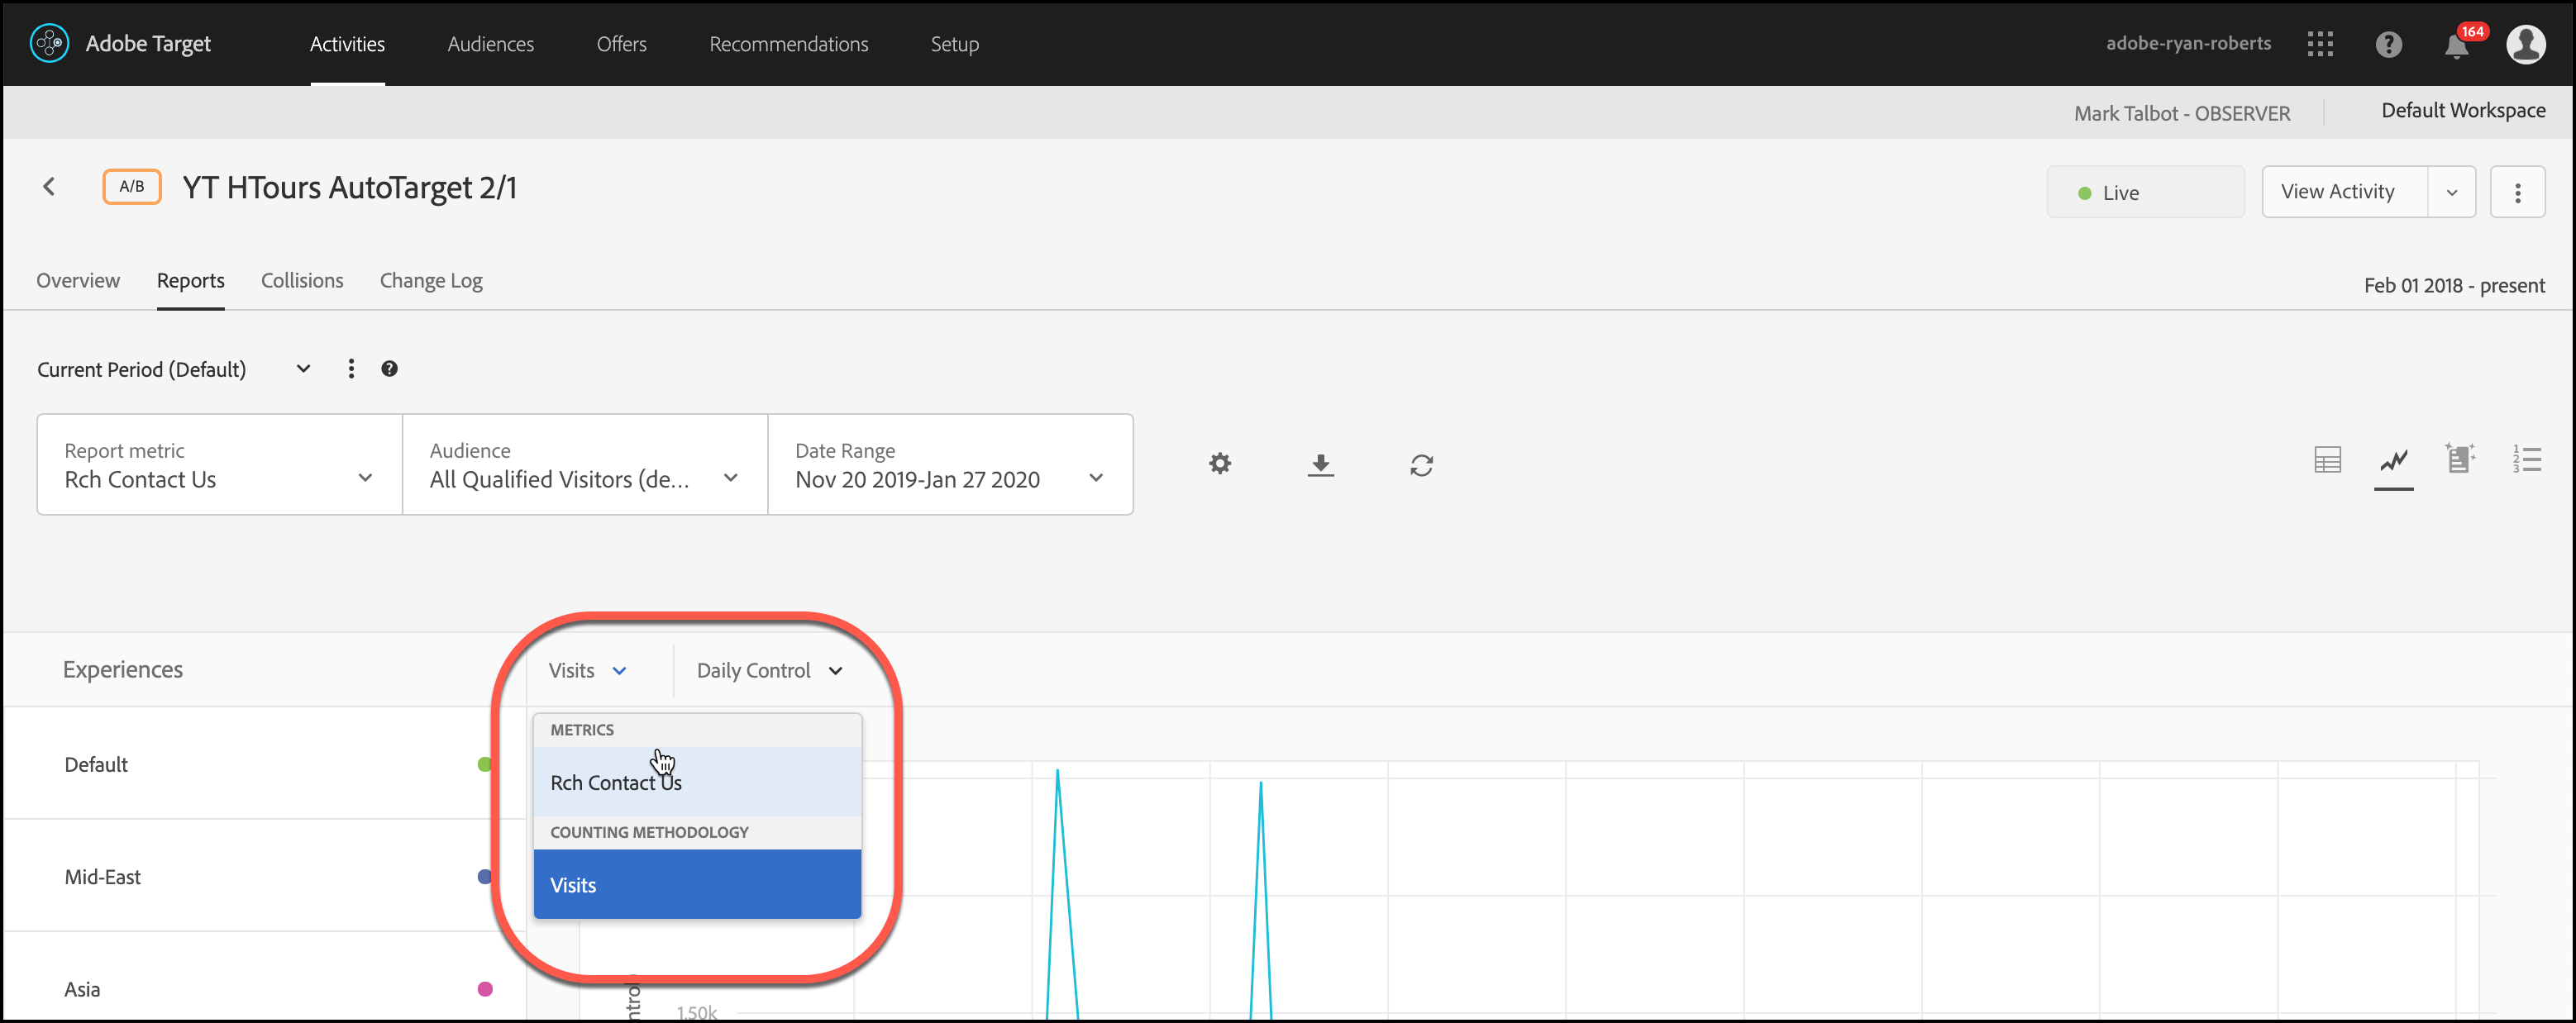 Adobe Target
Activities
Audiences
Offers
Recommendations
Setup
adobe-ryan-roberts
?
164
Mark Talbot - OBSERVER
Default Workspace
A/B
YT HTours AutoTarget 2/1
Live
View Activity
Overview
Reports
Collisions
Change Log
Feb 01 2018 - present
Current Period (Default)
?
Report metric
Rch Contact Us
Audience
All Qualified Visitors (de...
Date Range
Nov 20 2019-Jan 27 2020
1
2
3
Experiences
Visits
Daily Control
METRICS
Rch Contact Us
COUNTING METHODOLOGY
Visits
Default
Mid-East
Asia
1.50k